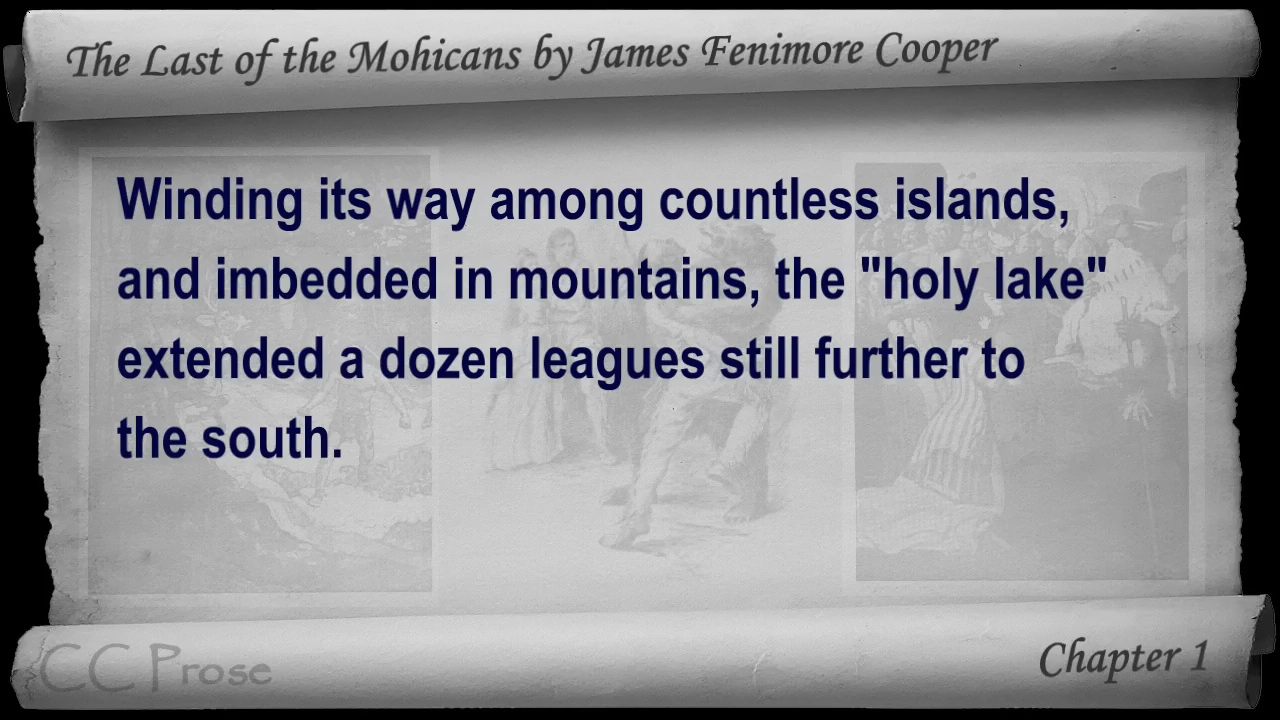 The Last of the Mohicans by James Fenimore Cooper
Winding its way among countless islands,
and imbedded in mountains, the "holy lake"
extended a dozen leagues still further to
the south.
CC Prose
Chapter 1